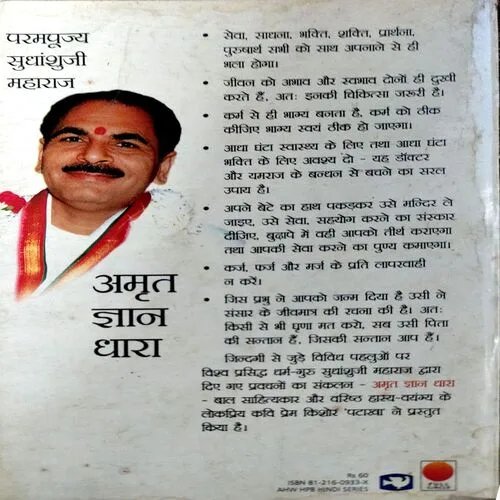 परमपूज्य
सुधांशुजी
महाराज
अमृत
ज्ञान
धारा
• सेवा, साधना, भक्ति, शक्ति, प्रार्थना,
पुरुषार्थ सभी को साथ अपनाने से ही
भला होगा।
• जीवन को अभाव और स्वभाव दोनों ही दुखी
करते हैं, अतः इनकी चिकित्सा जरूरी है।
• कर्म से ही भाग्य बनता है, कर्म को ठीक
कीजिए भाग्य स्वयं ठीक हो जाएगा।
• आधा घंटा स्वास्थ्य के लिए तथा आधा घंटा
भक्ति के लिए अवश्य दो - यह डॉक्टर
और यमराज के बन्धन से बचने का सरल
उपाय है।
• अपने बेटे का हाथ पकड़कर उसे मन्दिर ले
जाइए, उसे सेवा, सहयोग करने का संस्कार
दीजिए, बुढ़ापे में वही आपको तीर्थ कराएगा
तथा आपकी सेवा करने का पुण्य कमाएगा।
• कर्ज, फर्ज और मर्ज के प्रति लापरवाही
न करें।
• जिस प्रभु ने आपको जन्म दिया है उसी ने
संसार के जीवमात्र की रचना की है। अतः
किसी से भी घृणा मत करो, सब उसी पिता
की सन्तान हैं, जिसकी सन्तान आप हैं।
जिन्दगी से जुड़े विविध पहलुओं पर
विश्व प्रसिद्ध धर्म-गुरु सुधांशुजी महाराज द्वारा
दिए गए प्रवचनों का संकलन - अमृत ज्ञान धारा
- बाल साहित्यकार और वरिष्ठ हास्य-वयंग्य के
लोकप्रिय कवि प्रेम किशोर 'पटाखा' ने प्रस्तुत
किया है।
Rs 60
ISBN 81-216-0933-X
AHW HPB HINDI SERIES
FULL
CIRCLE